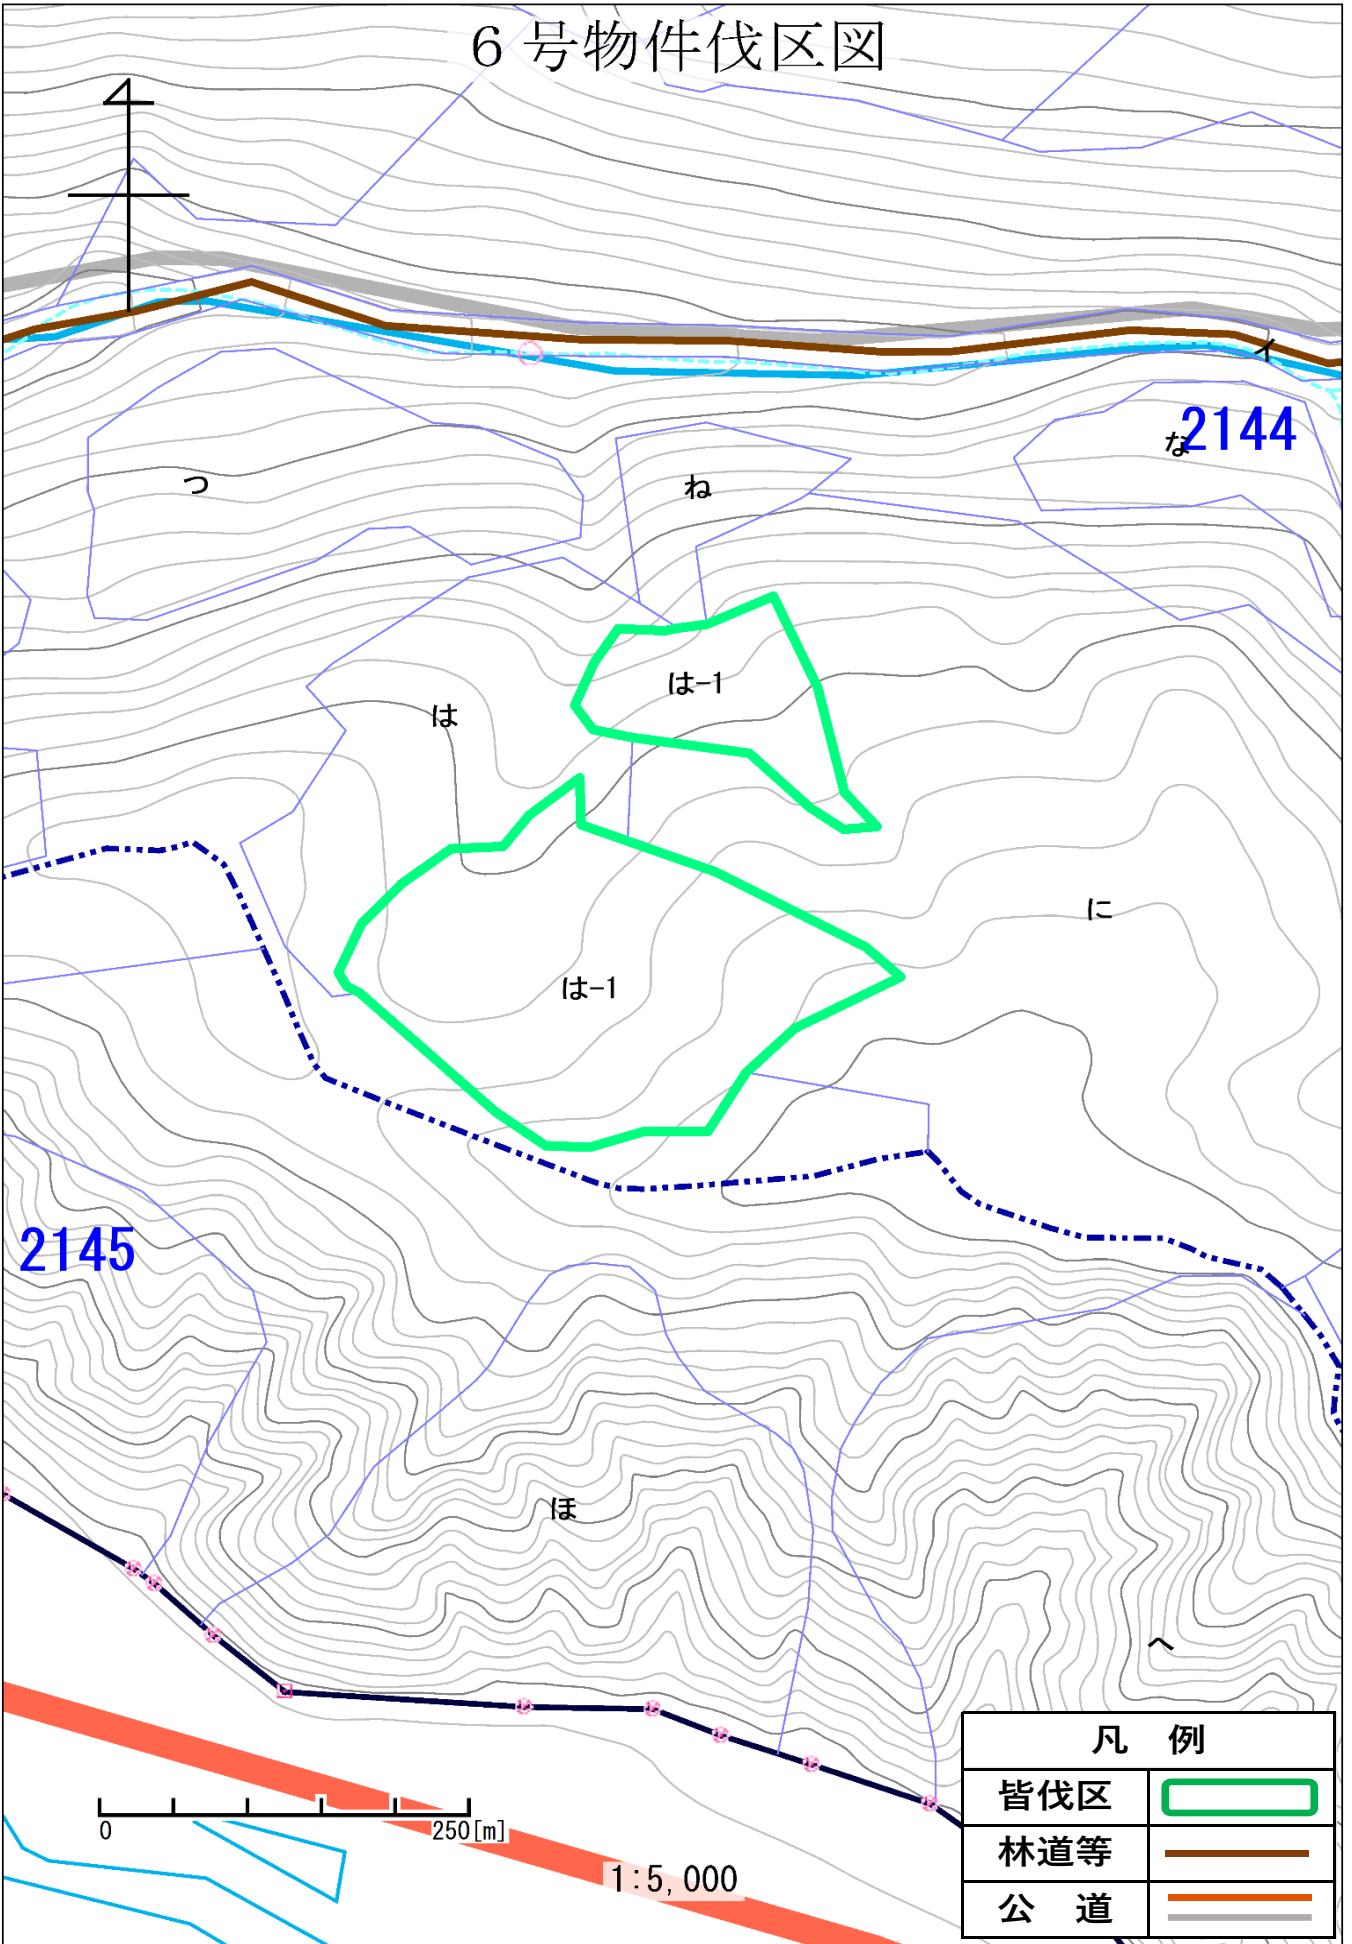 6号物件伐区図
イ
2144
な
つ
ね
は-1
は
に
は-1
2145
ほ
へ
凡 例
皆伐区
林道等
公 道
0
250[m]
1:5,000